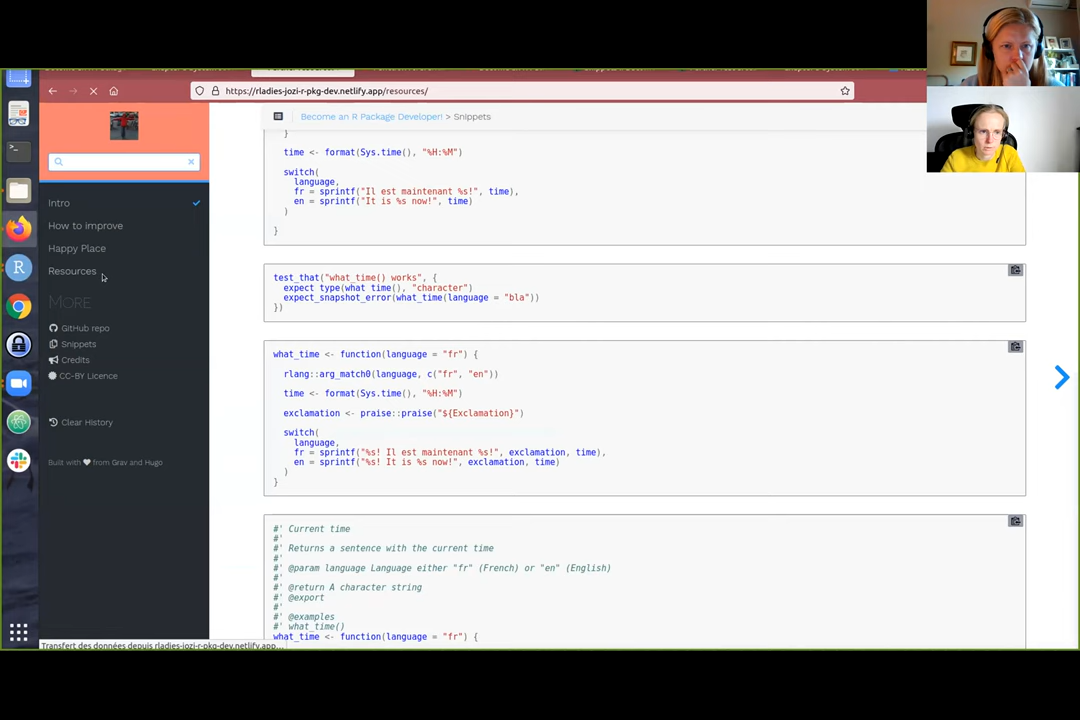 https://rladies-jozi-r-pkg-dev.netlify.app/resources/
Become an R Package Developer! > Snippets
Intro
How to improve
Happy Place
Resources
More
GitHub repo
Snippets
Credits
CC-BY Licence
Clear History
Built with from Grav and Hugo
}
time <- format(Sys.time(), "%H:%M")
switch(
language,
fr = sprintf("Il est maintenant %s!", time),
en = sprintf("It is %s now!", time)
)
}
test_that("what_time() works", {
expect_type(what_time(), "character")
expect_snapshot_error(what_time(language = "bla"))
})
what_time <- function(language = "fr") {
rlang::arg_match0(language, c("fr", "en"))
time <- format(Sys.time(), "%H:%M")
exclamation <- praise::praise("${Exclamation}")
switch(
language,
fr = sprintf("%s! Il est maintenant %s!", exclamation, time),
en = sprintf("%s! It is %s now!", exclamation, time)
)
}
#' Current time
#'
#' Returns a sentence with the current time
#'
#' @param language Language either "fr" (French) or "en" (English)
#'
#' @return A character string
#' @export
#'
#' @examples
#' what_time()
what_time <- function(language = "fr") {
Transfert des données depuis rladies-jozi-r-pkg-dev.netlify.app…